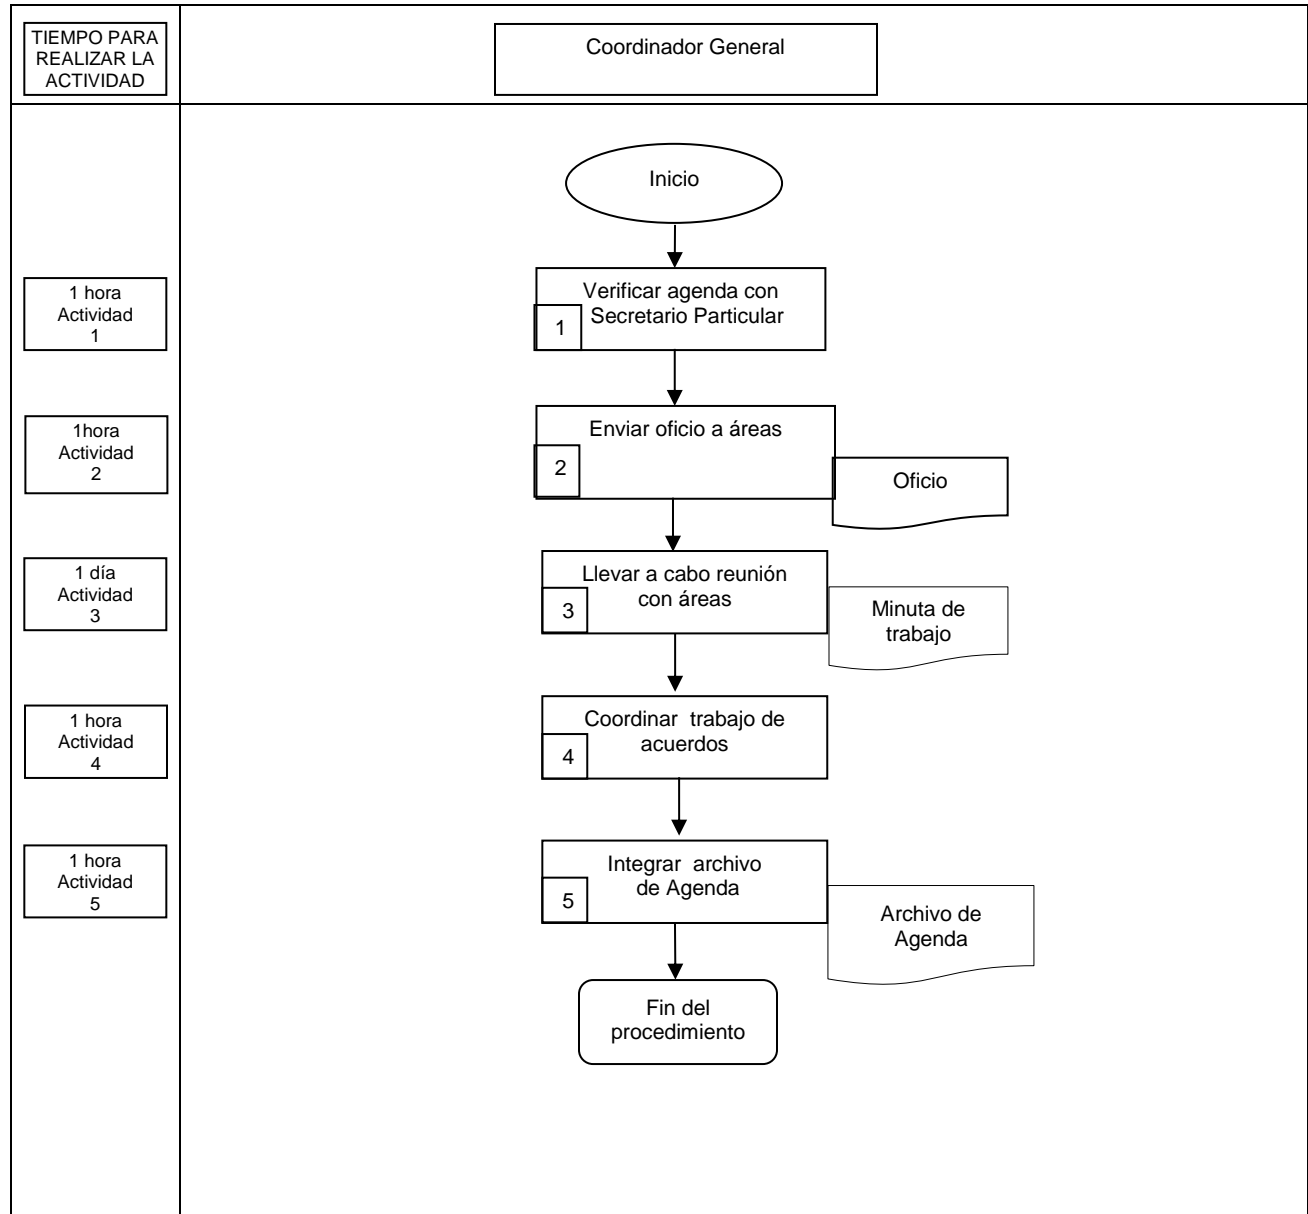 TIEMPO PARA
REALIZAR LA
ACTIVIDAD
Coordinador General
Inicio
1 hora
Actividad
1
Verificar agenda con
Secretario Particular
1
1hora
Actividad
2
Enviar oficio a áreas
2
Oficio
1 día
Actividad
3
Llevar a cabo reunión
con áreas
3
Minuta de
trabajo
1 hora
Actividad
4
Coordinar trabajo de
acuerdos
4
1 hora
Actividad
5
Integrar archivo
de Agenda
5
Archivo de
Agenda
Fin del
procedimiento